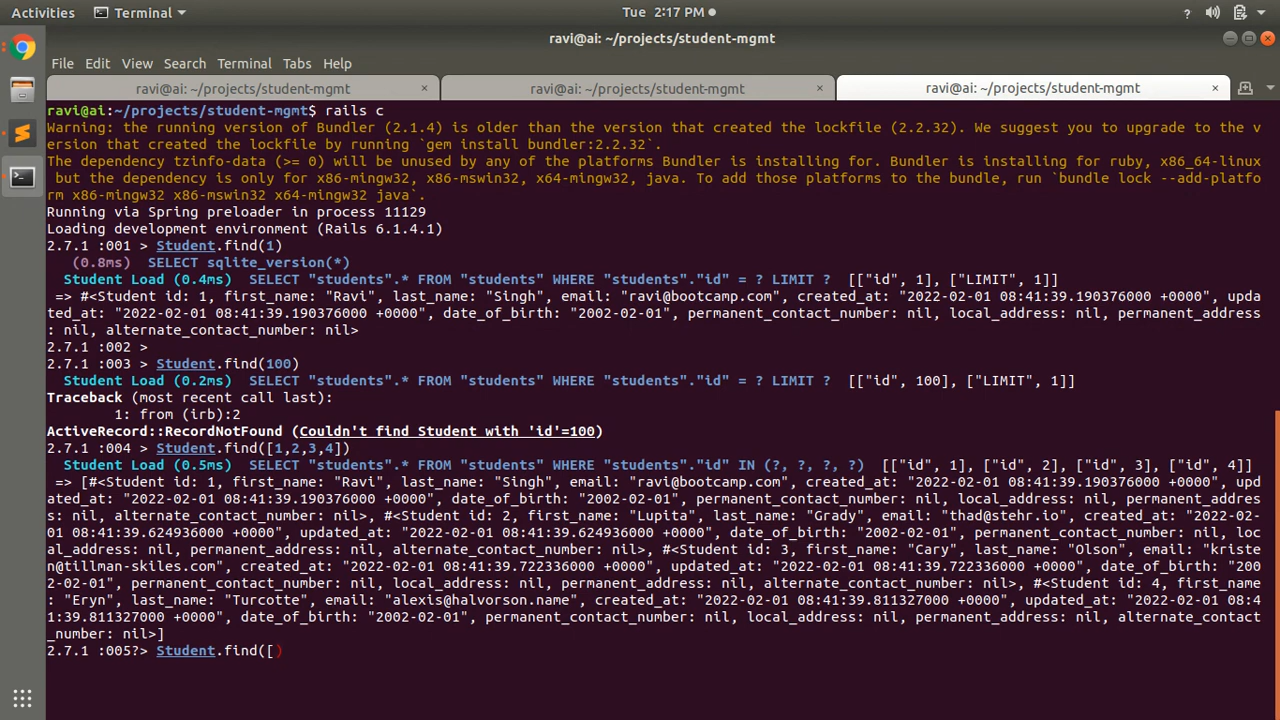 Activities Terminal Tue 2:17 PM
ravi@ai: ~/projects/student-mgmt
File Edit View Search Terminal Tabs Help
ravi@ai: ~/projects/student-mgmt ravi@ai: ~/projects/student-mgmt ravi@ai: ~/projects/student-mgmt
ravi@ai:~/projects/student-mgmt$ rails c
Warning: the running version of Bundler (2.1.4) is older than the version that created the lockfile (2.2.32). We suggest you to upgrade to the v
ersion that created the lockfile by running `gem install bundler:2.2.32`.
The dependency tzinfo-data (>= 0) will be unused by any of the platforms Bundler is installing for. Bundler is installing for ruby, x86_64-linux
 but the dependency is only for x86-mingw32, x86-mswin32, x64-mingw32, java. To add those platforms to the bundle, run `bundle lock --add-platfo
rm x86-mingw32 x86-mswin32 x64-mingw32 java`.
Running via Spring preloader in process 11129
Loading development environment (Rails 6.1.4.1)
2.7.1 :001 > Student.find(1)
   (0.8ms)  SELECT sqlite_version(*)
  Student Load (0.4ms)  SELECT "students".* FROM "students" WHERE "students"."id" = ? LIMIT ?  [["id", 1], ["LIMIT", 1]]
 => #<Student id: 1, first_name: "Ravi", last_name: "Singh", email: "ravi@bootcamp.com", created_at: "2022-02-01 08:41:39.190376000 +0000", upda
ted_at: "2022-02-01 08:41:39.190376000 +0000", date_of_birth: "2002-02-01", permanent_contact_number: nil, local_address: nil, permanent_address
: nil, alternate_contact_number: nil>
2.7.1 :002 >
2.7.1 :003 > Student.find(100)
  Student Load (0.2ms)  SELECT "students".* FROM "students" WHERE "students"."id" = ? LIMIT ?  [["id", 100], ["LIMIT", 1]]
Traceback (most recent call last):
        1: from (irb):2
ActiveRecord::RecordNotFound (Couldn't find Student with 'id'=100)
2.7.1 :004 > Student.find([1,2,3,4])
  Student Load (0.5ms)  SELECT "students".* FROM "students" WHERE "students"."id" IN (?, ?, ?, ?)  [["id", 1], ["id", 2], ["id", 3], ["id", 4]]
 => [#<Student id: 1, first_name: "Ravi", last_name: "Singh", email: "ravi@bootcamp.com", created_at: "2022-02-01 08:41:39.190376000 +0000", upd
ated_at: "2022-02-01 08:41:39.190376000 +0000", date_of_birth: "2002-02-01", permanent_contact_number: nil, local_address: nil, permanent_addres
s: nil, alternate_contact_number: nil>, #<Student id: 2, first_name: "Lupita", last_name: "Grady", email: "thad@stehr.io", created_at: "2022-02-
01 08:41:39.624936000 +0000", updated_at: "2022-02-01 08:41:39.624936000 +0000", date_of_birth: "2002-02-01", permanent_contact_number: nil, loc
al_address: nil, permanent_address: nil, alternate_contact_number: nil>, #<Student id: 3, first_name: "Cary", last_name: "Olson", email: "kriste
n@tillman-skiles.com", created_at: "2022-02-01 08:41:39.722336000 +0000", updated_at: "2022-02-01 08:41:39.722336000 +0000", date_of_birth: "200
2-02-01", permanent_contact_number: nil, local_address: nil, permanent_address: nil, alternate_contact_number: nil>, #<Student id: 4, first_name
: "Eryn", last_name: "Turcotte", email: "alexis@halvorson.name", created_at: "2022-02-01 08:41:39.811327000 +0000", updated_at: "2022-02-01 08:4
1:39.811327000 +0000", date_of_birth: "2002-02-01", permanent_contact_number: nil, local_address: nil, permanent_address: nil, alternate_contact
_number: nil>]
2.7.1 :005?> Student.find([)